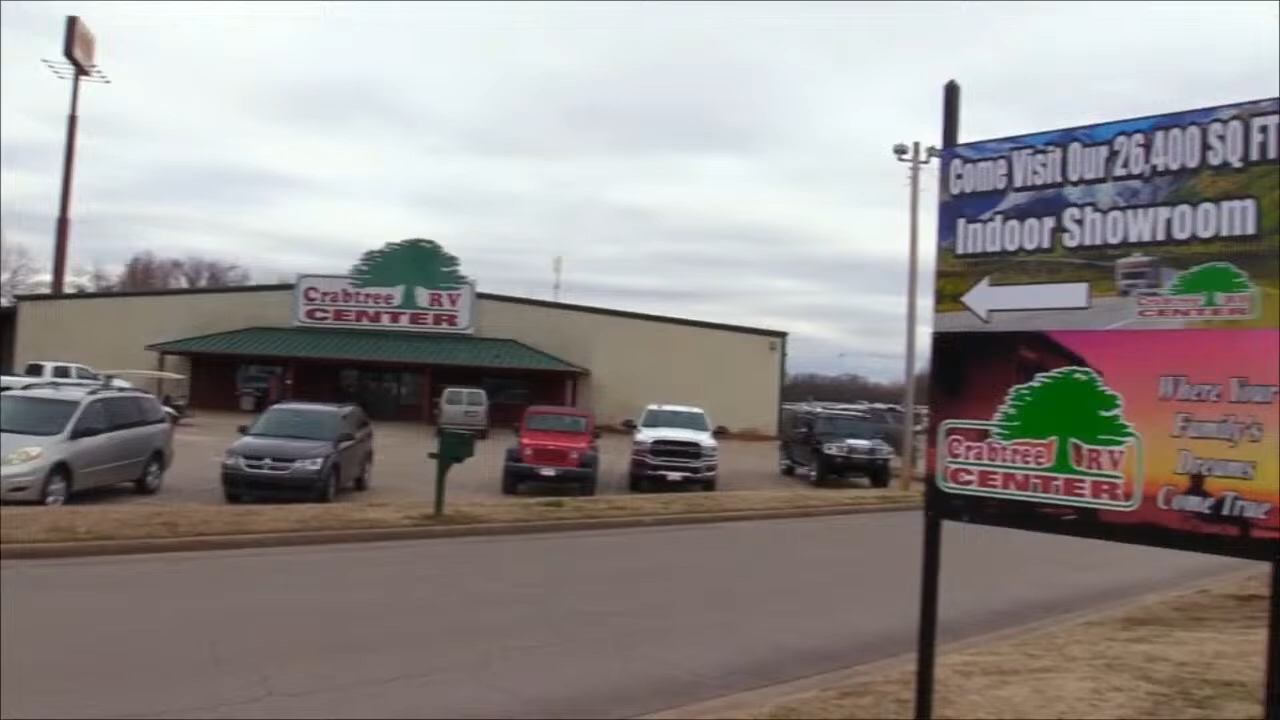 Crabtree RV
CENTER
Come Visit Our 26,400 SQ FT
Indoor Showroom
Crabtree RV
CENTER
Crabtree RV
CENTER
Where Your
Family's
Dreams
Come True